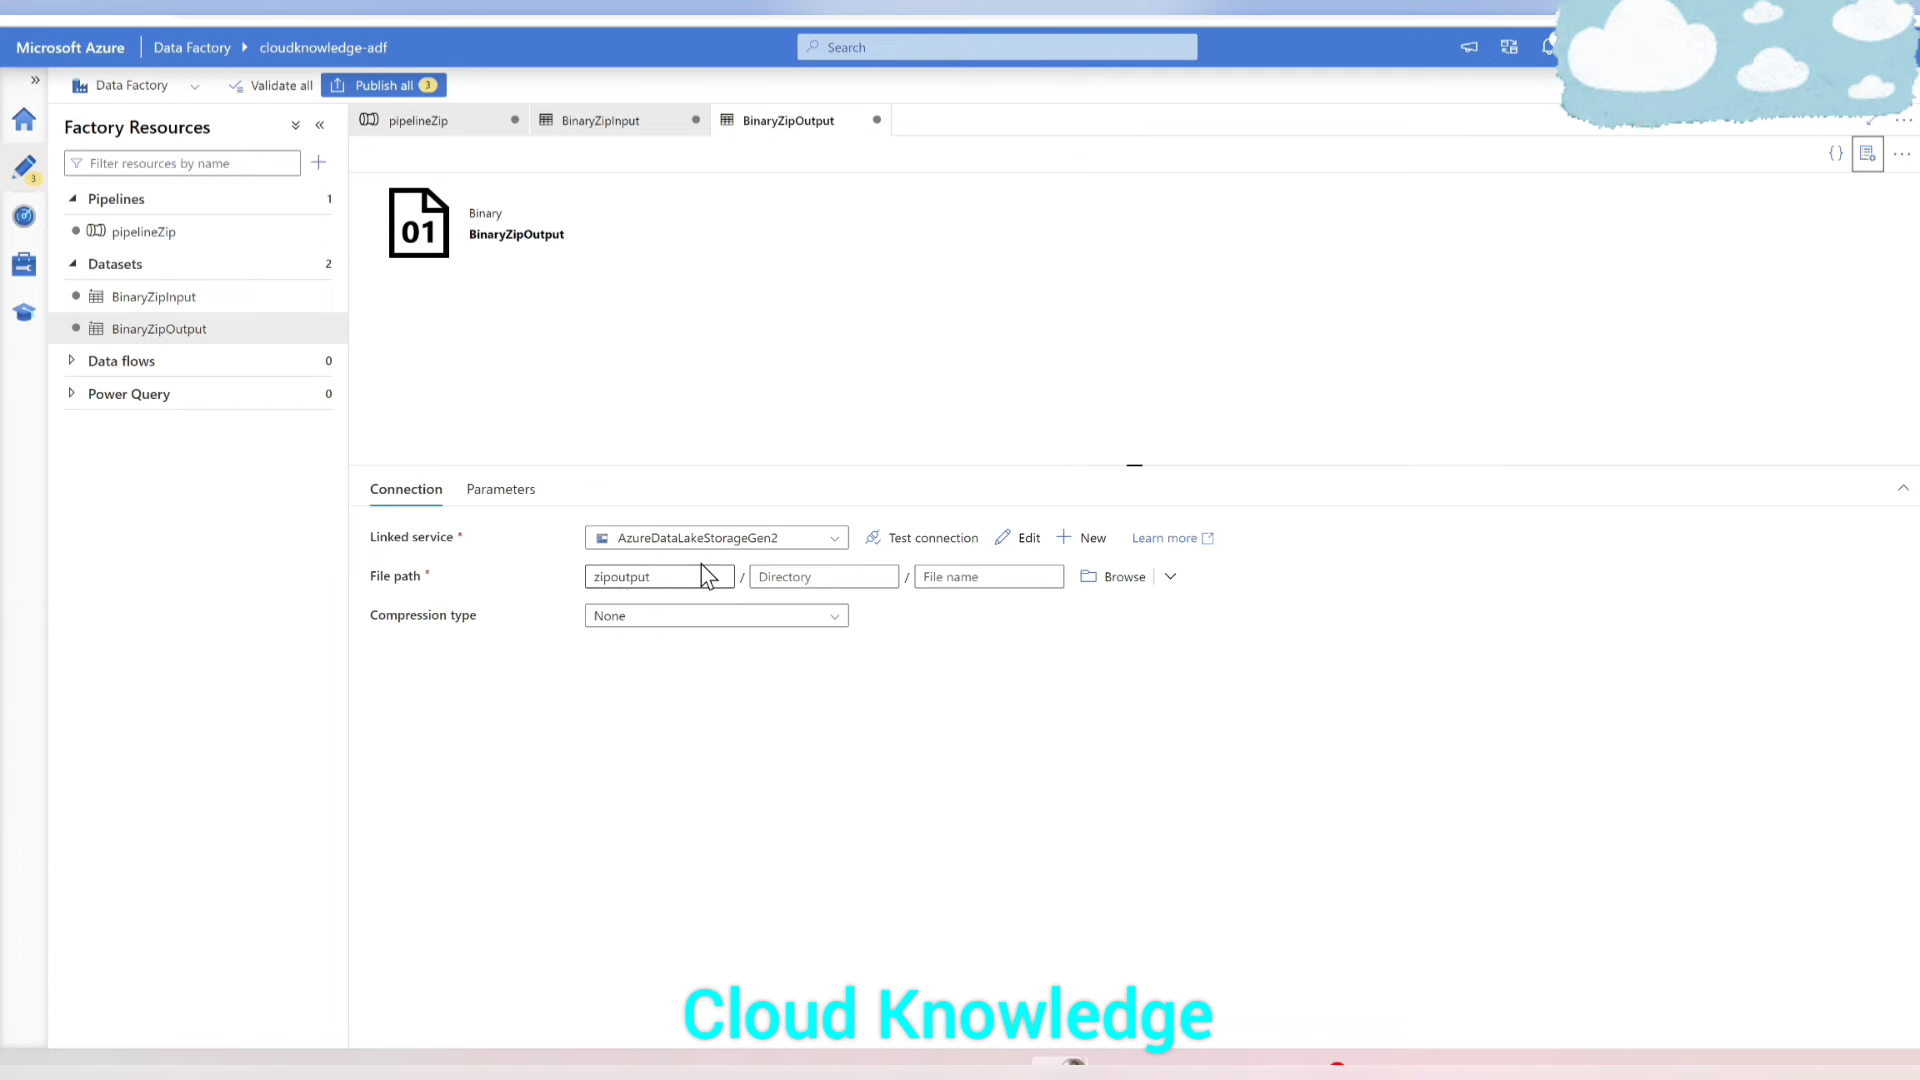 Microsoft Azure Data Factory cloudknowledge-adf Search
Data Factory Validate all Publish all 3
Factory Resources
Filter resources by name
3
Pipelines 1
pipelineZip
Datasets 2
BinaryZipInput
BinaryZipOutput
Data flows 0
Power Query 0
pipelineZip BinaryZipInput BinaryZipOutput
{}
01
Binary
BinaryZipOutput
Connection Parameters
Linked service * AzureDataLakeStorageGen2 Test connection Edit New Learn more
File path * zipoutput / Directory / File name Browse
Compression type None
Cloud Knowledge